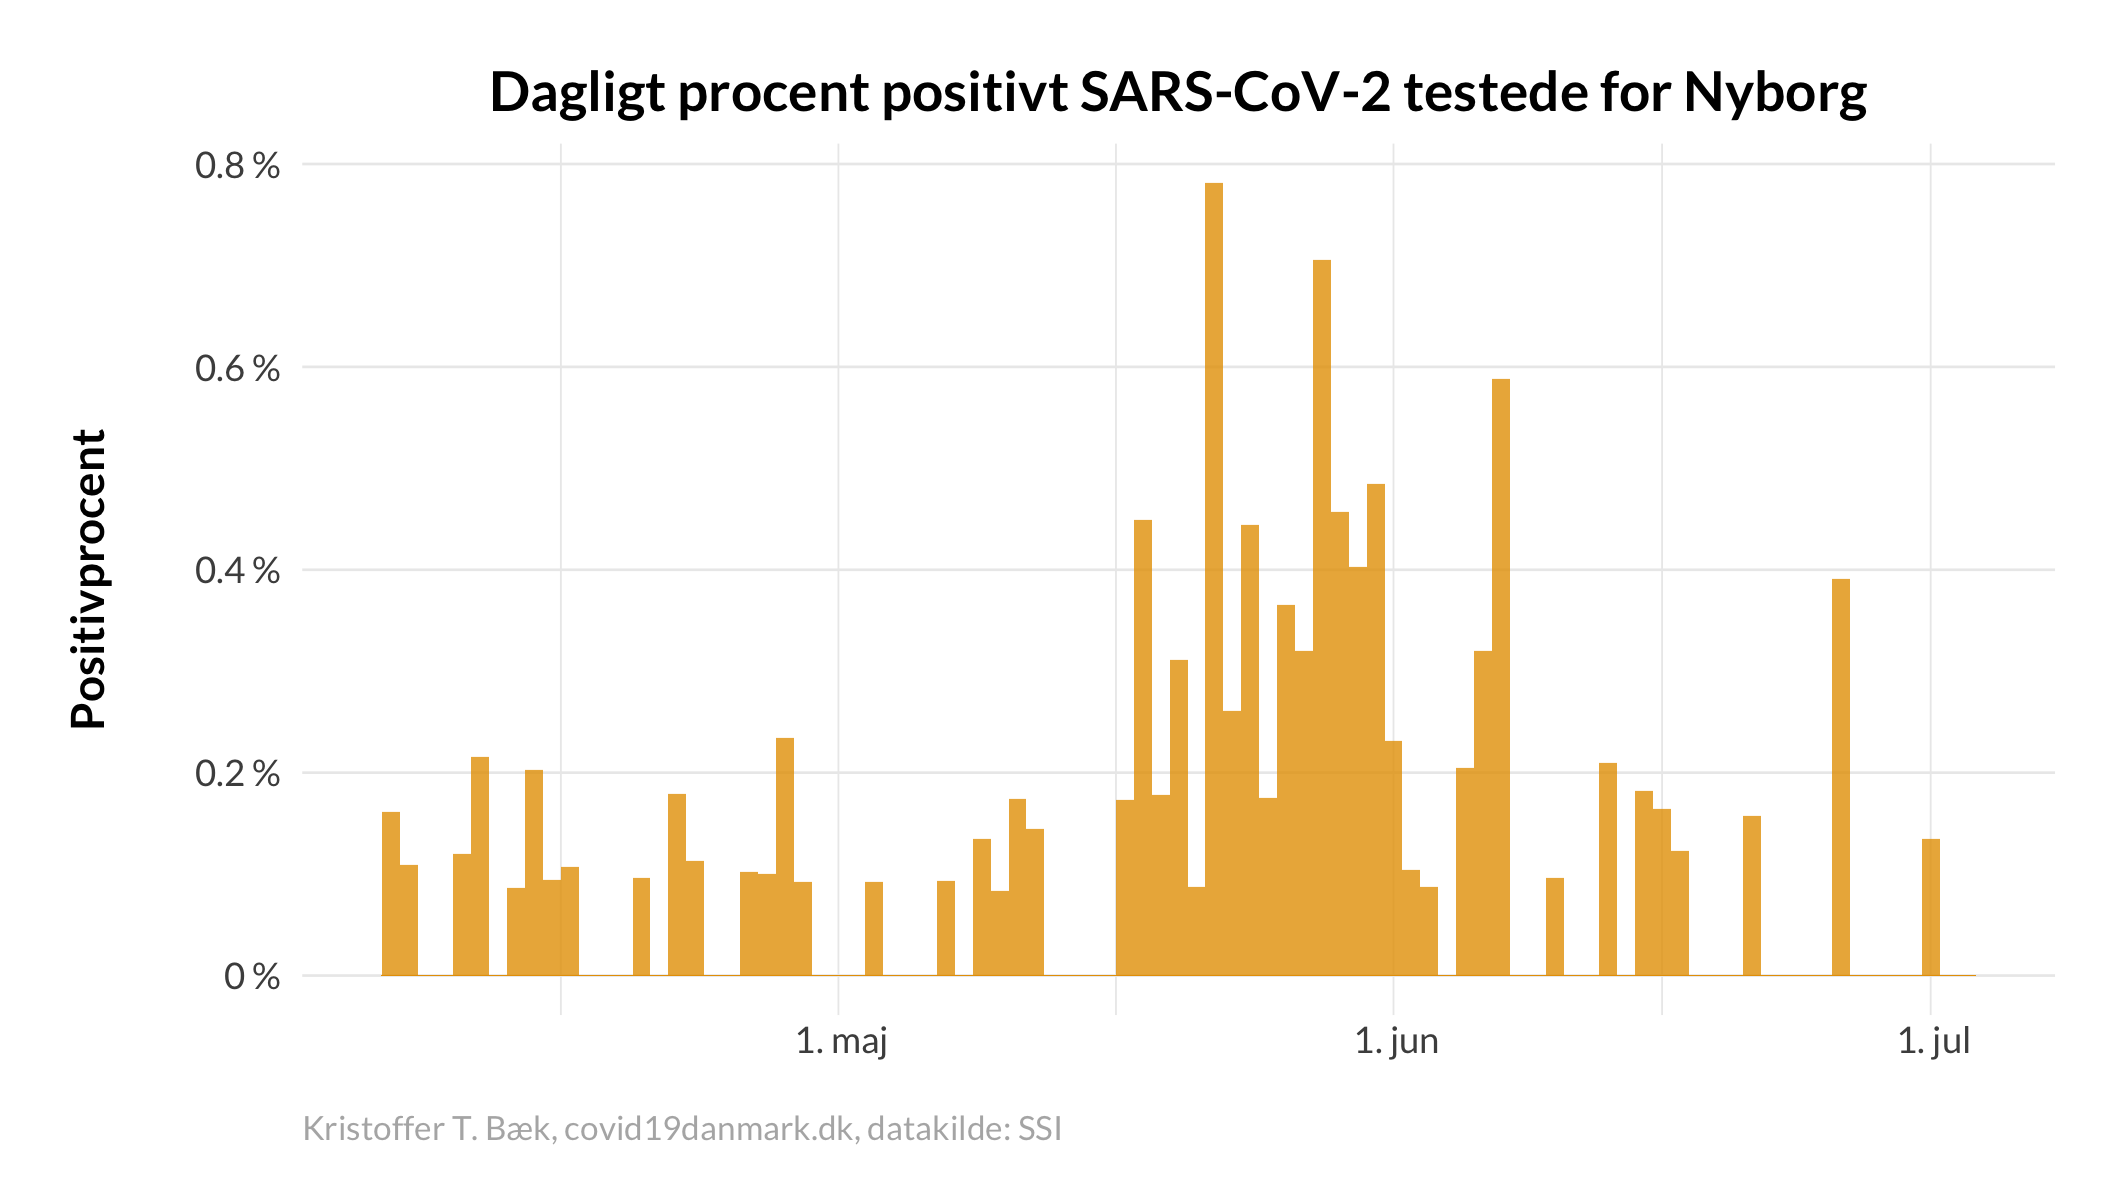 Dagligt procent positivt SARS-CoV-2 testede for Nyborg
Positivprocent
0.8 %
0.6 %
0.4 %
0.2 %
0 %
1. maj
1. jun
1. jul
Kristoffer T. Bæk, covid19danmark.dk, datakilde: SSI